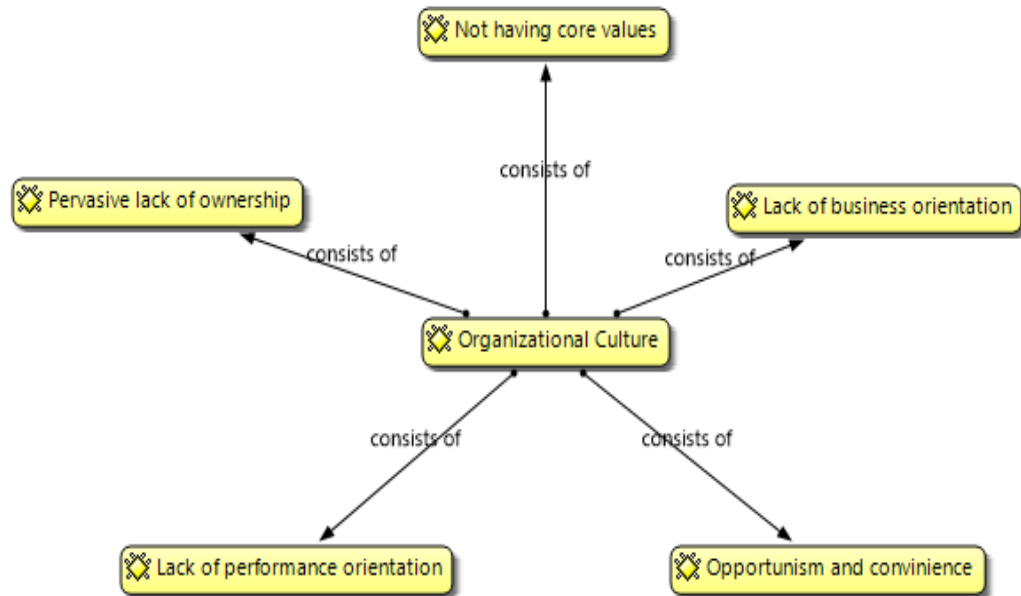 Not having core values
consists of
Pervasive lack of ownership
Lack of business orientation
consists of
consists of
Organizational Culture
consists of
consists of
Lack of performance orientation
Opportunism and convinience